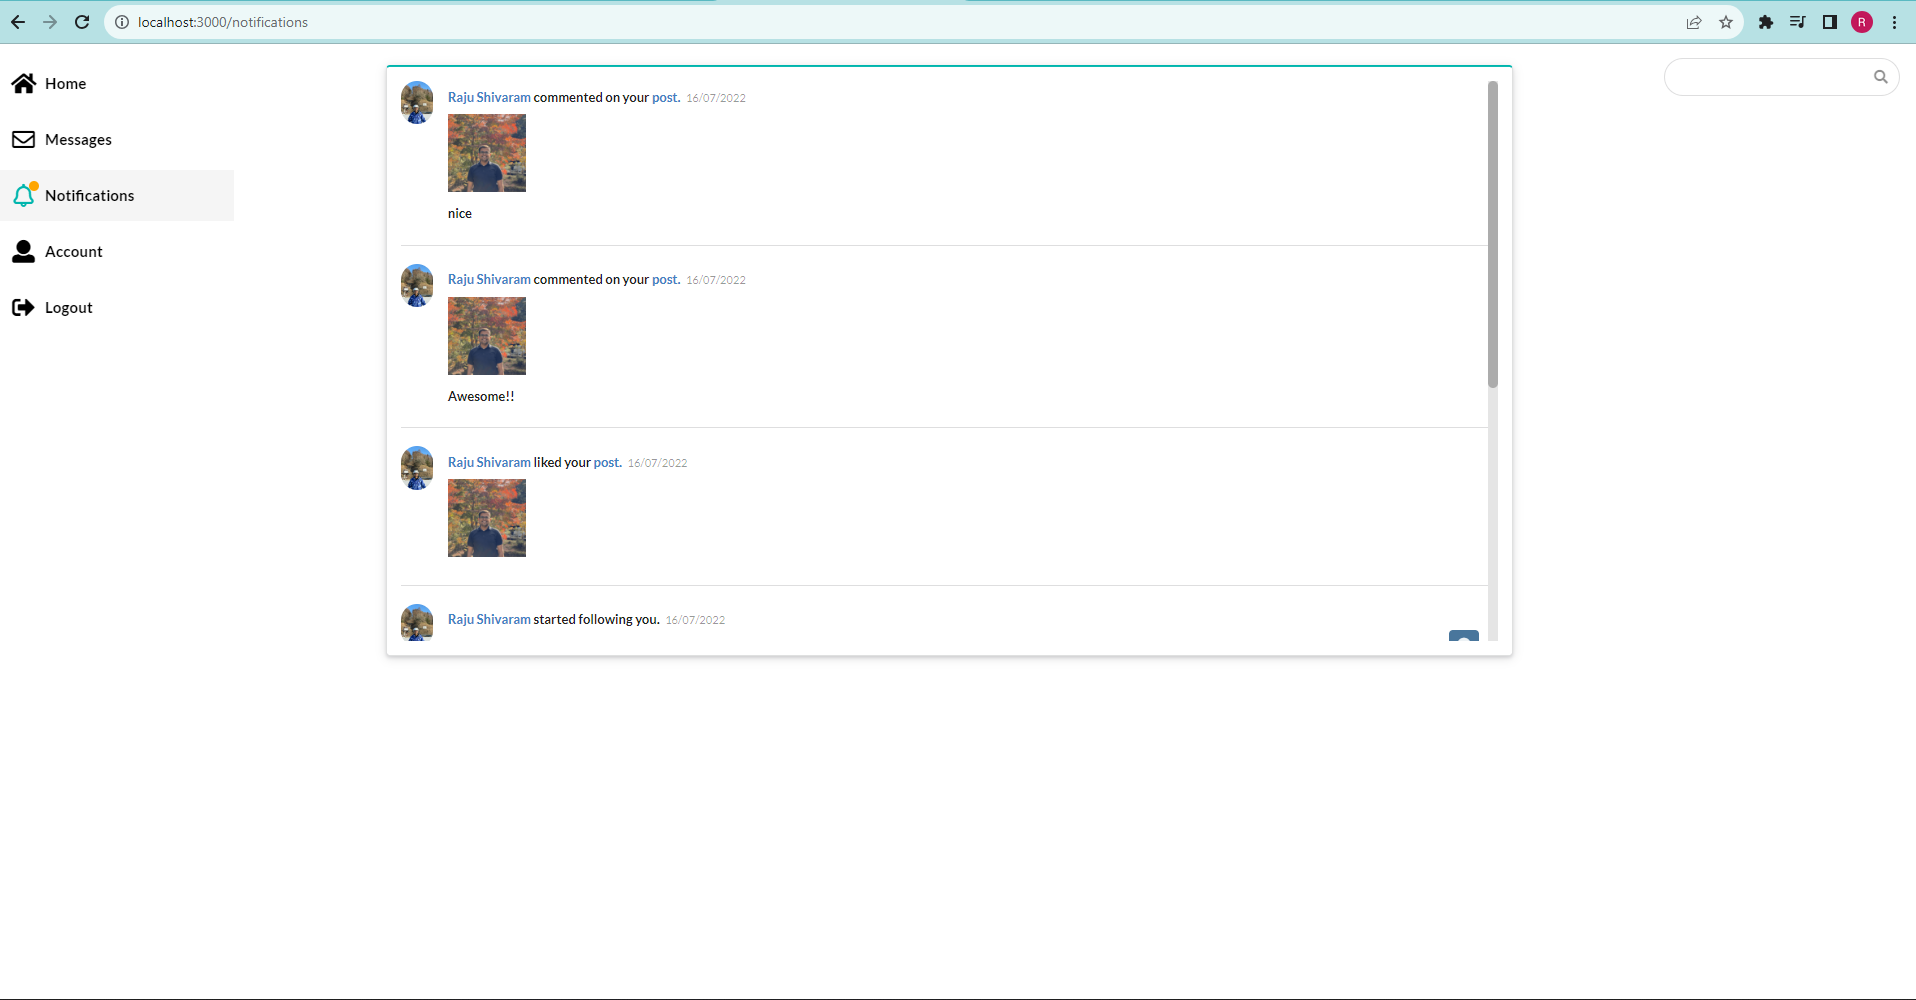 localhost:3000/notifications
R
Home
Messages
Notifications
Account
Logout
Raju Shivaram commented on your post. 16/07/2022
nice
Raju Shivaram commented on your post. 16/07/2022
Awesome!!
Raju Shivaram liked your post. 16/07/2022
Raju Shivaram started following you. 16/07/2022